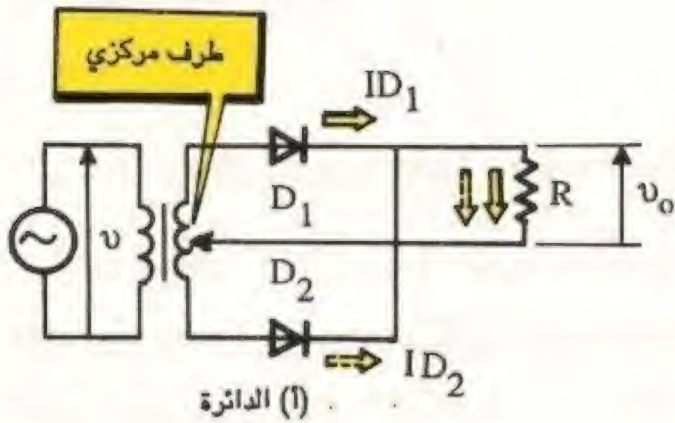 طرف مركزي
ID₁
D₁
υ
R
υₒ
D₂
ID₂
(أ) الدائرة